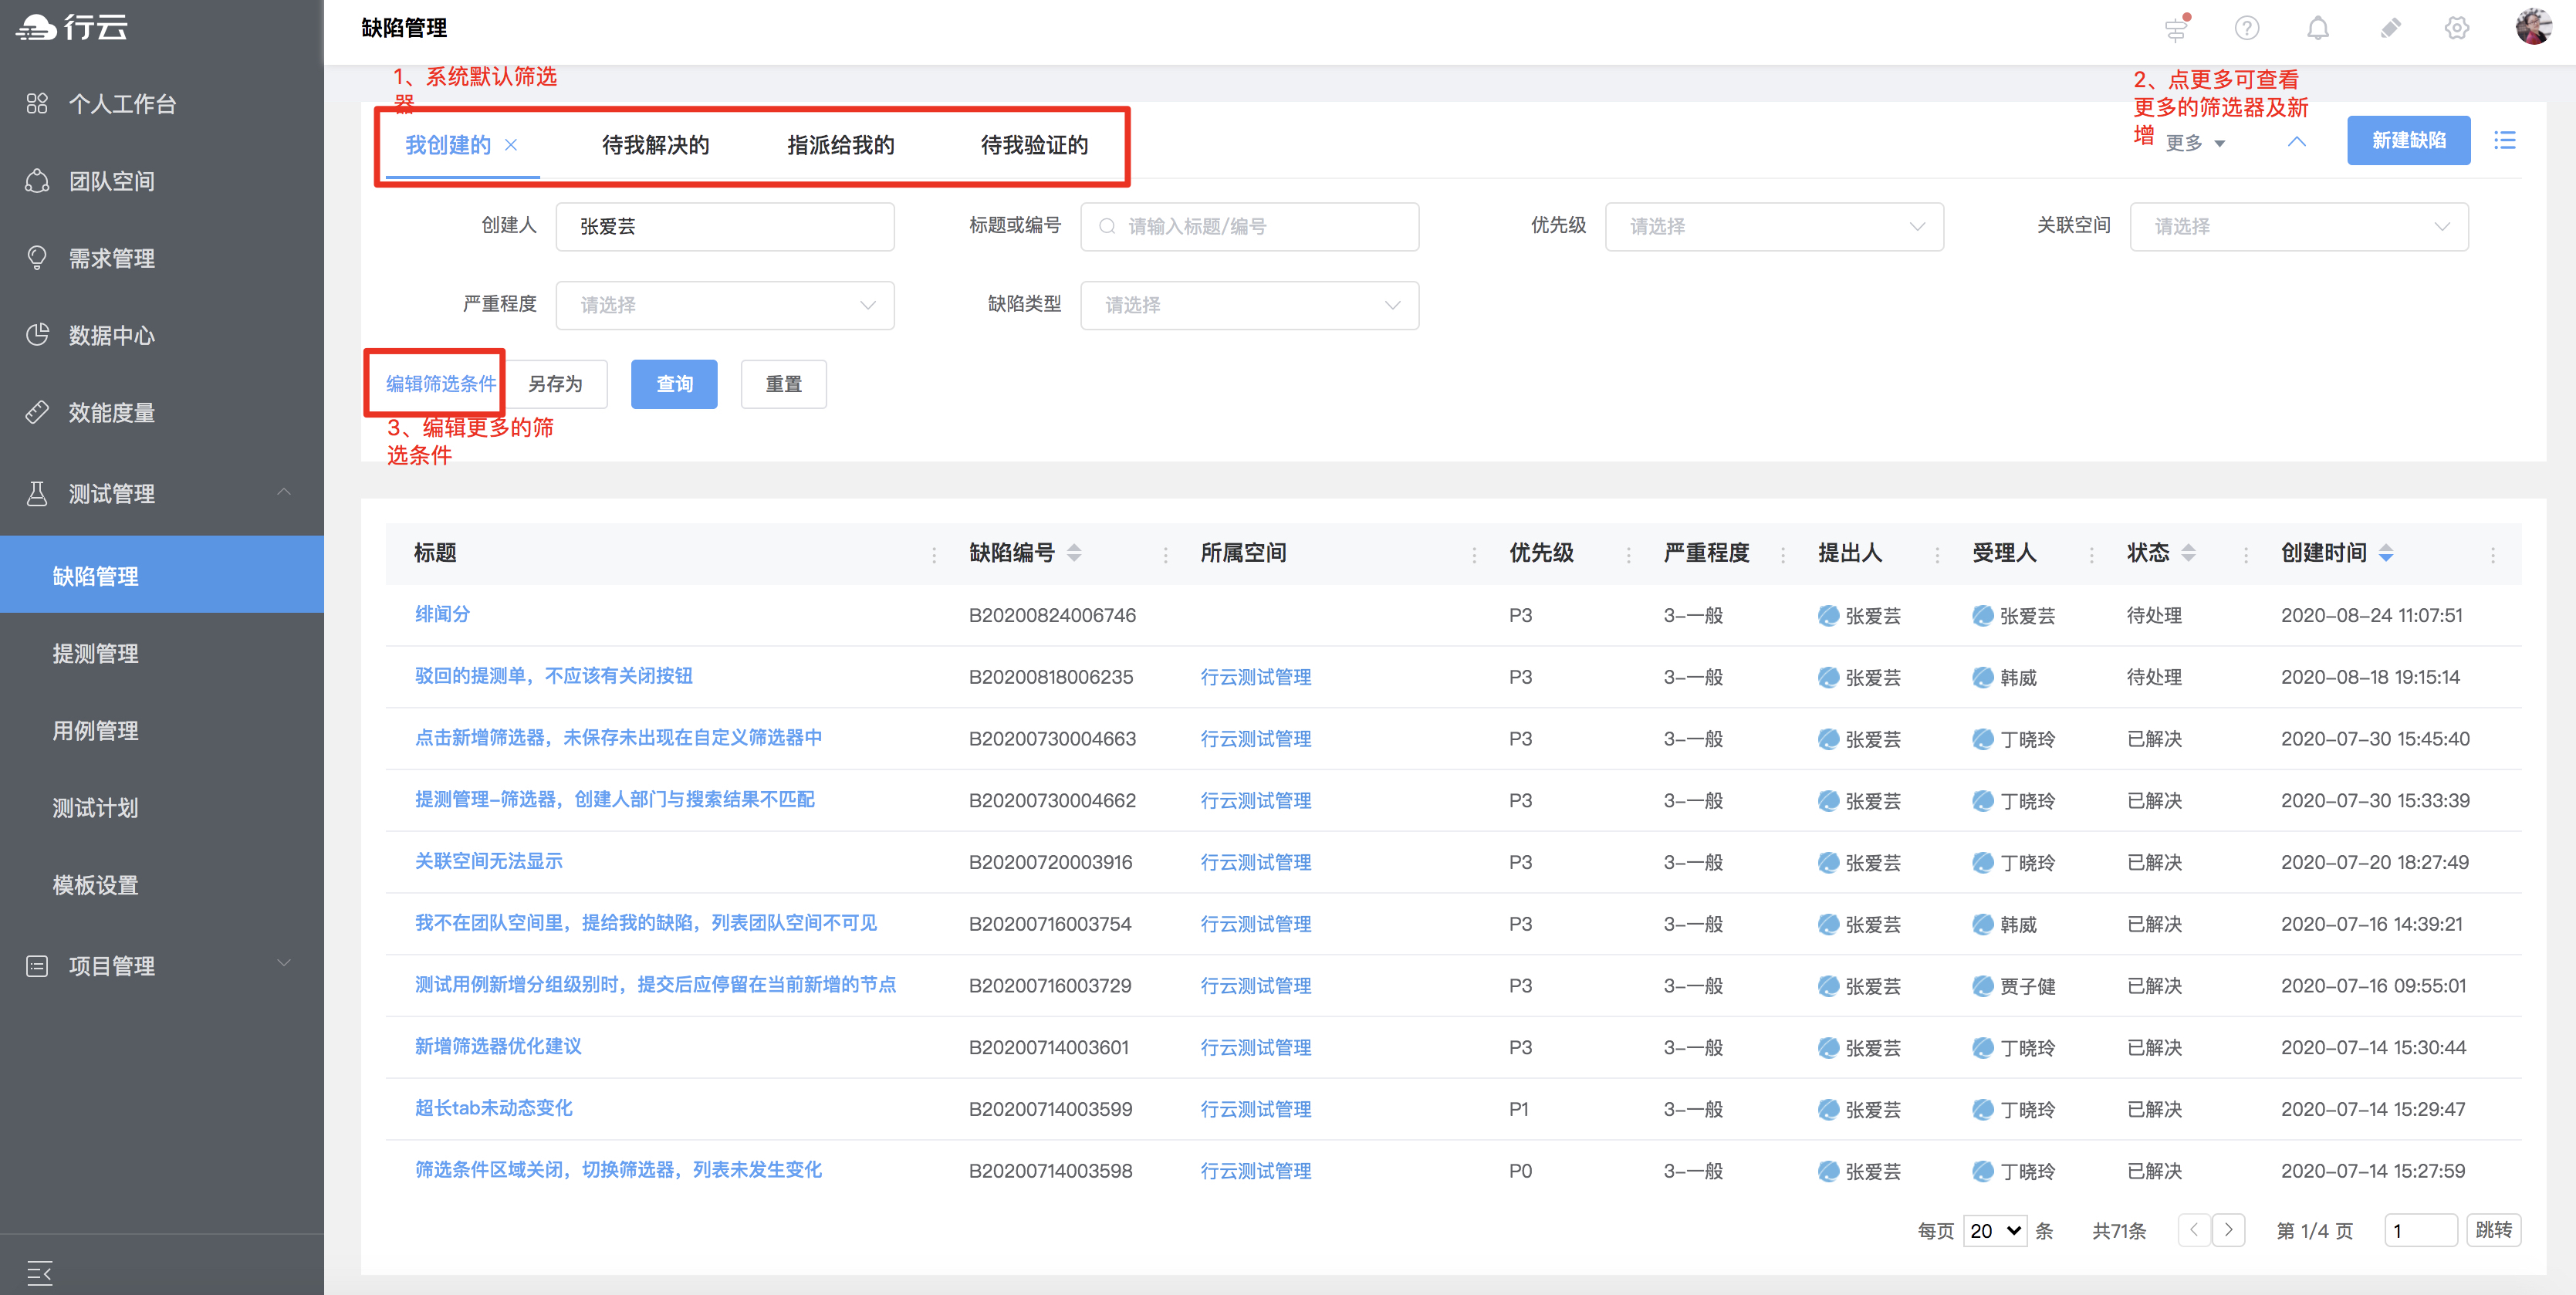 行云
缺陷管理
个人工作台
团队空间
需求管理
数据中心
效能度量
测试管理
缺陷管理
提测管理
用例管理
测试计划
模板设置
项目管理
1、系统默认筛选
器
2、点更多可查看
更多的筛选器及新
增
我创建的 待我解决的 指派给我的 待我验证的 更多 新建缺陷
创建人 张爱芸 标题或编号 请输入标题/编号 优先级 请选择 关联空间 请选择
严重程度 请选择 缺陷类型 请选择
编辑筛选条件 另存为 查询 重置
3、编辑更多的筛
选条件
标题 缺陷编号 所属空间 优先级 严重程度 提出人 受理人 状态 创建时间
绯闻分 B20200824006746 P3 3-一般 张爱芸 张爱芸 待处理 2020-08-24 11:07:51
驳回的提测单，不应该有关闭按钮 B20200818006235 行云测试管理 P3 3-一般 张爱芸 韩威 待处理 2020-08-18 19:15:14
点击新增筛选器，未保存未出现在自定义筛选器中 B20200730004663 行云测试管理 P3 3-一般 张爱芸 丁晓玲 已解决 2020-07-30 15:45:40
提测管理-筛选器，创建人部门与搜索结果不匹配 B20200730004662 行云测试管理 P3 3-一般 张爱芸 丁晓玲 已解决 2020-07-30 15:33:39
关联空间无法显示 B20200720003916 行云测试管理 P3 3-一般 张爱芸 丁晓玲 已解决 2020-07-20 18:27:49
我不在团队空间里，提给我的缺陷，列表团队空间不可见 B20200716003754 行云测试管理 P3 3-一般 张爱芸 韩威 已解决 2020-07-16 14:39:21
测试用例新增分组级别时，提交后应停留在当前新增的节点 B20200716003729 行云测试管理 P3 3-一般 张爱芸 贾子健 已解决 2020-07-16 09:55:01
新增筛选器优化建议 B20200714003601 行云测试管理 P3 3-一般 张爱芸 丁晓玲 已解决 2020-07-14 15:30:44
超长tab未动态变化 B20200714003599 行云测试管理 P1 3-一般 张爱芸 丁晓玲 已解决 2020-07-14 15:29:47
筛选条件区域关闭，切换筛选器，列表未发生变化 B20200714003598 行云测试管理 P0 3-一般 张爱芸 丁晓玲 已解决 2020-07-14 15:27:59
每页 20 条 共71条 第 1/4 页 1 跳转